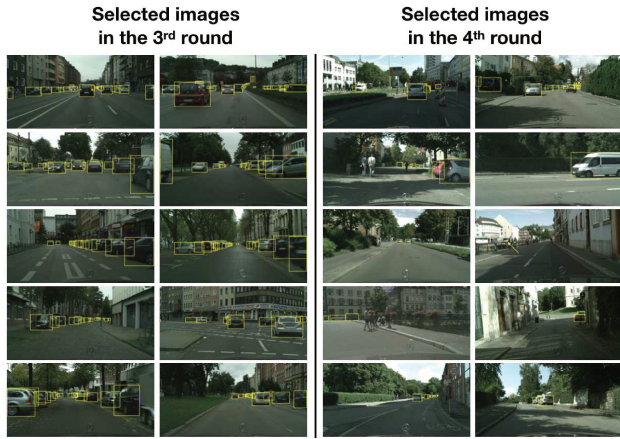 Selected images
in the 3rd round
Selected images
in the 4th round